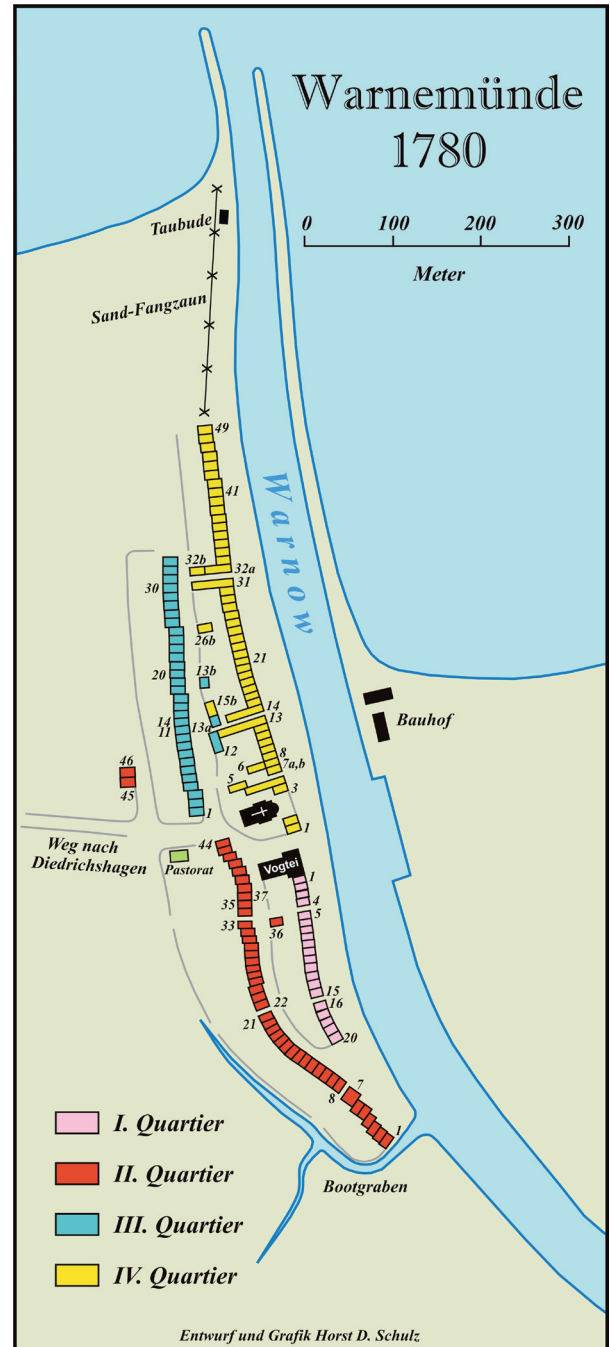 Warnemünde
1780
0 100 200 300
Meter
Taubude
Sand-Fangzaun
Warnow
49
41
32b
32a
31
30
26b
21
20
13b
15b
14
14
13a
13
11
12
8
7a,b
6
5
3
1
1
46
45
Bauhof
Weg nach
Diedrichshagen
44
Pastorat
Vogtei
1
4
37
35
5
33
36
15
22
16
21
20
7
8
1
Bootgraben
I. Quartier
II. Quartier
III. Quartier
IV. Quartier
Entwurf und Grafik Horst D. Schulz